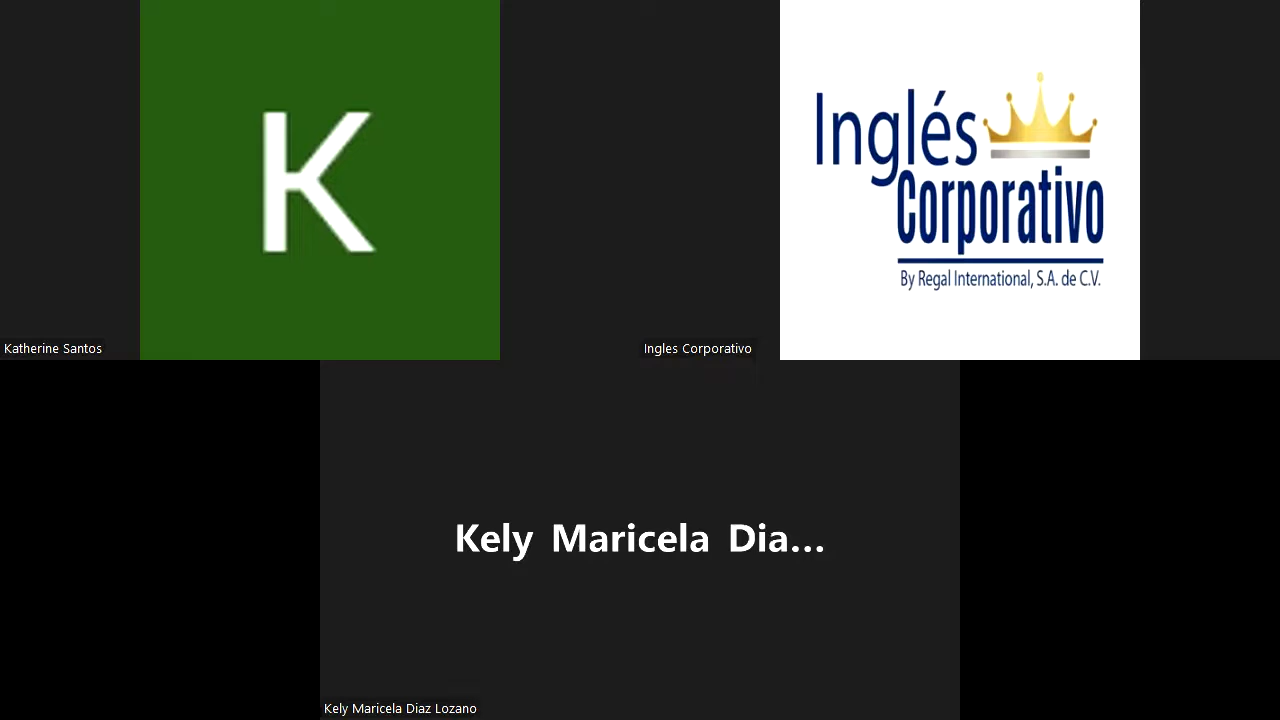 K
Katherine Santos
Inglés
Corporativo
By Regal International, S.A. de C.V.
Ingles Corporativo
Kely Maricela Dia...
Kely Maricela Diaz Lozano